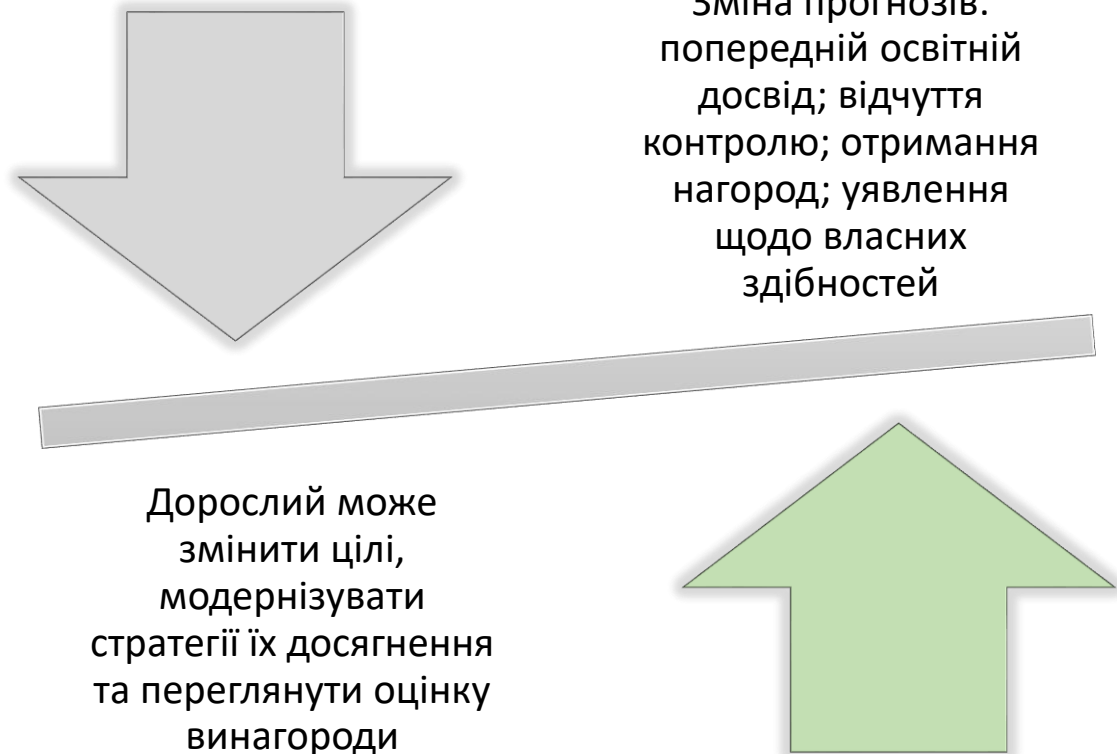 Зміна прогнозів:
попередній освітній
досвід; відчуття
контролю; отримання
нагород; уявлення
щодо власних
здібностей
Дорослий може
змінити цілі,
модернізувати
стратегії їх досягнення
та переглянути оцінку
винагороди